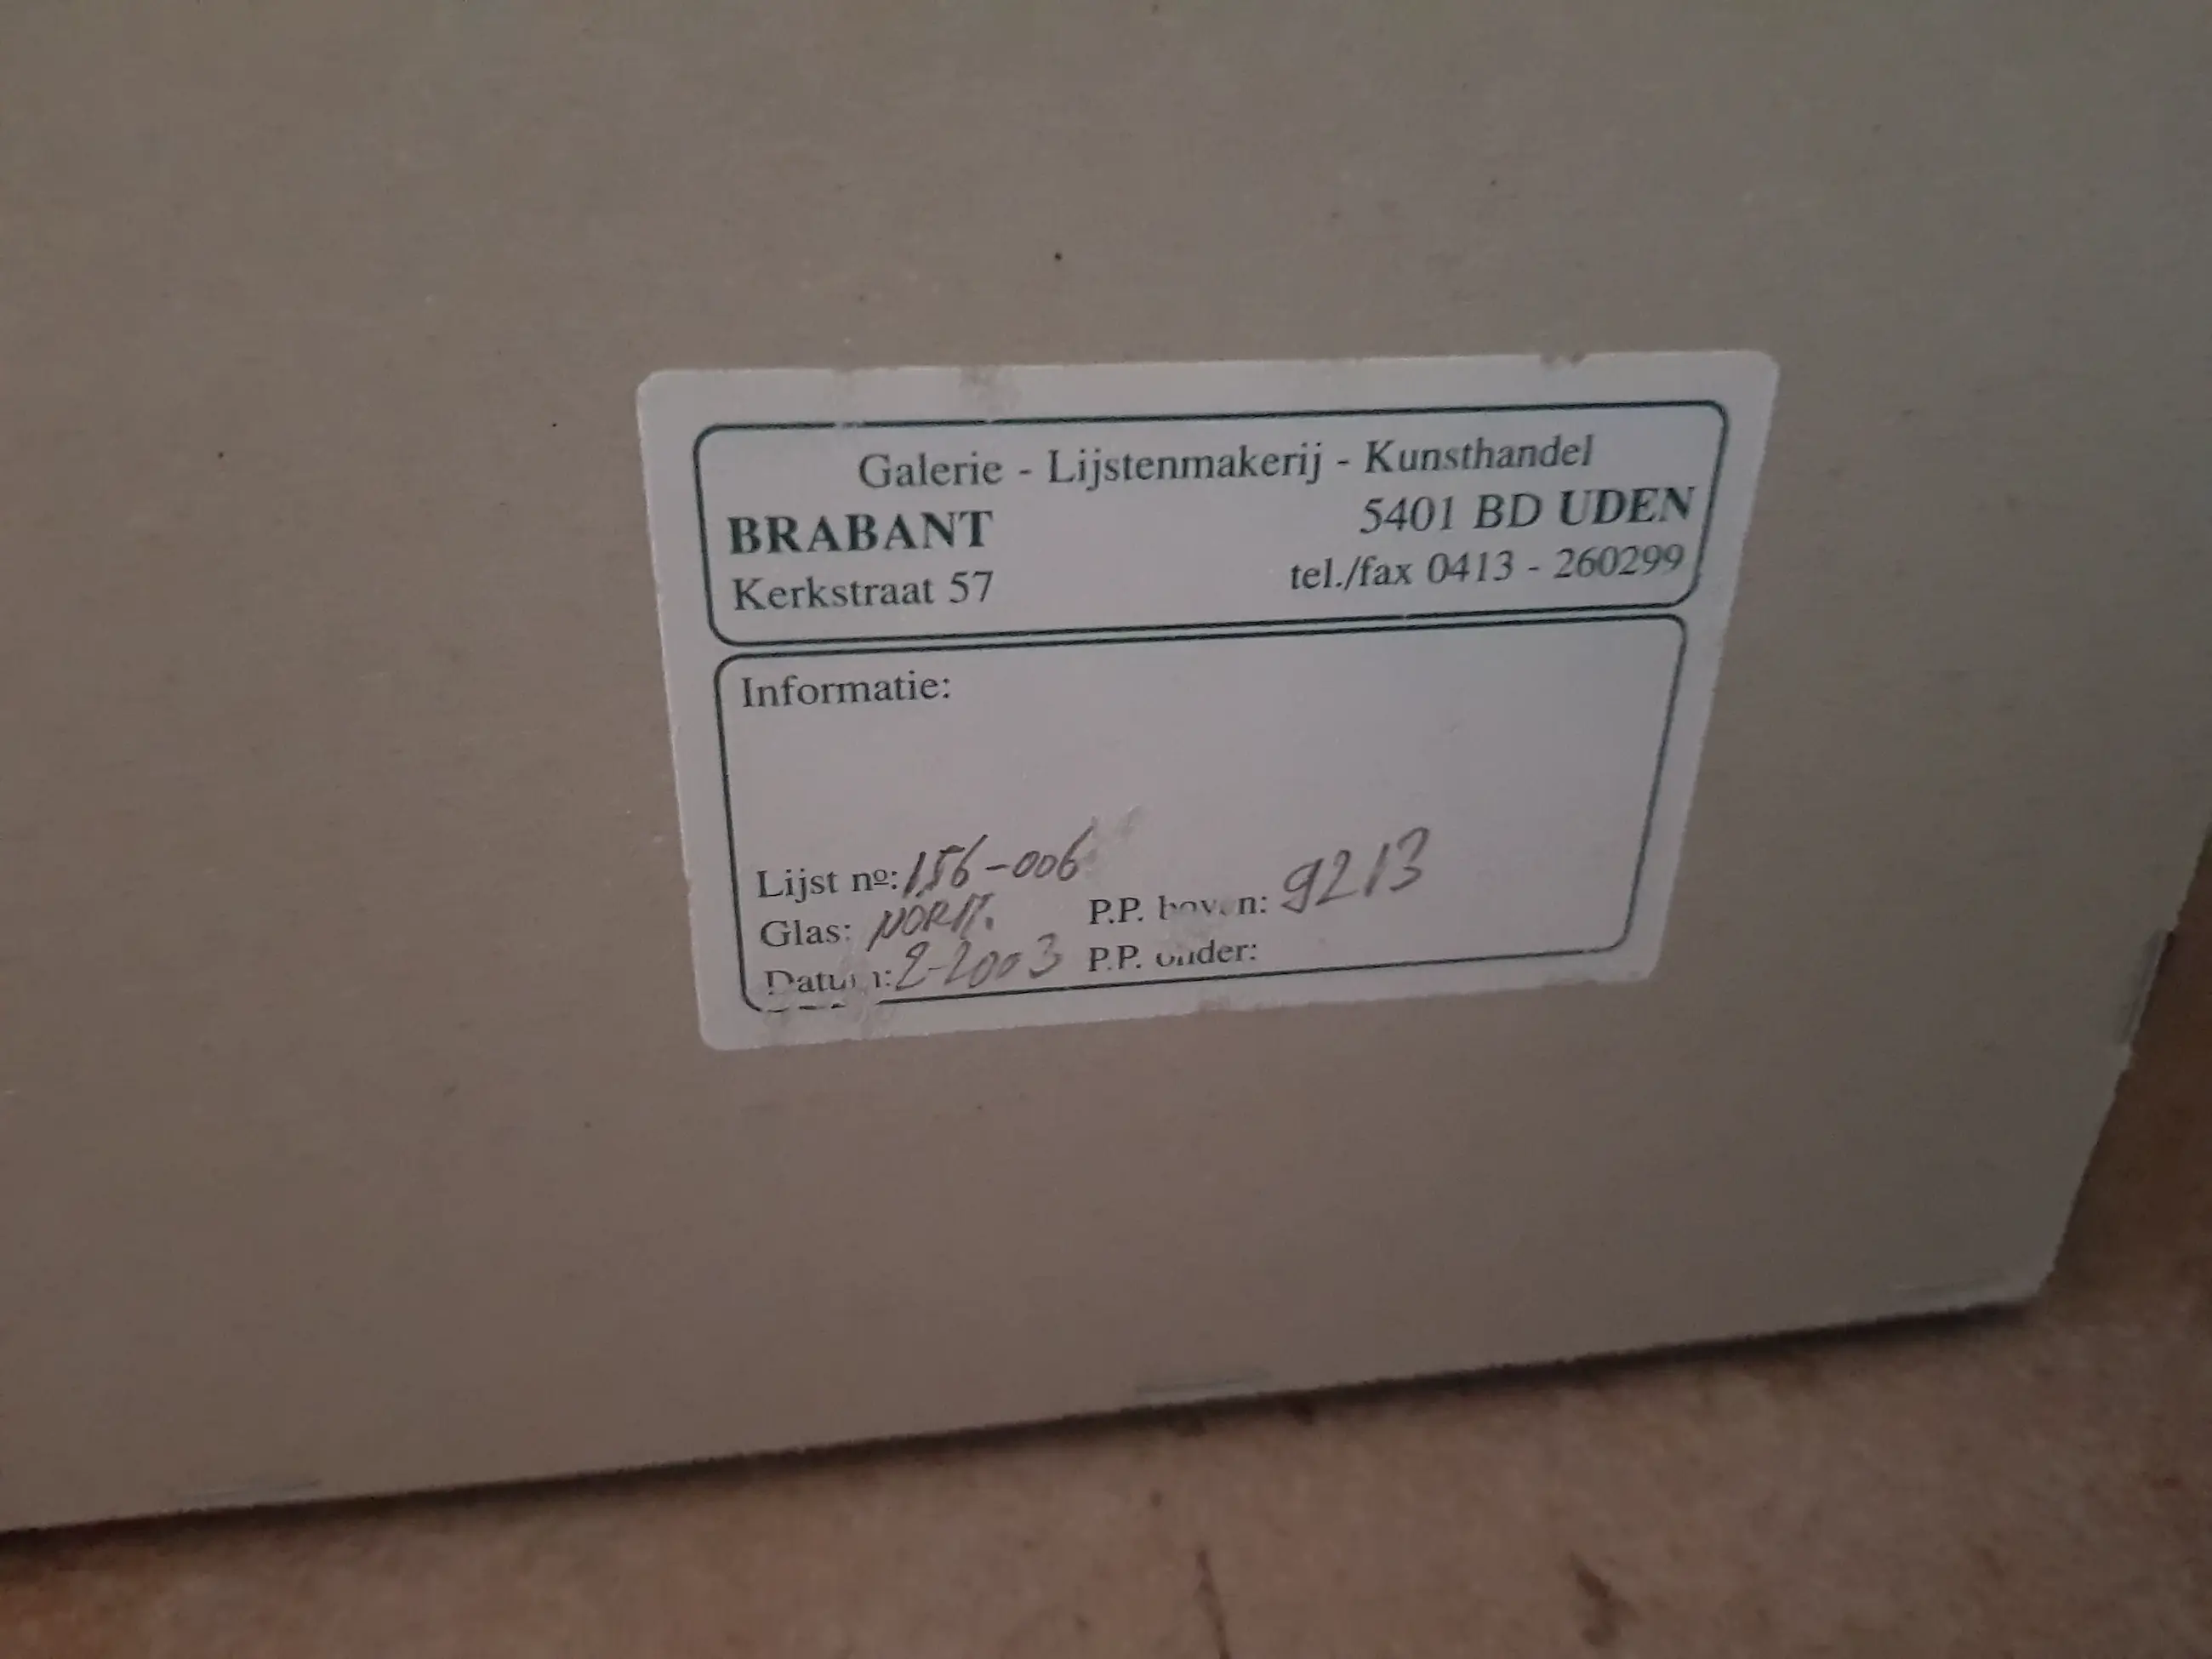 Galerie - Lijstenmakerij - Kunsthandel
BRABANT 5401 BD UDEN
Kerkstraat 57 tel./fax 0413 - 260299
Informatie:
Lijst nº: 156-006
Glas: NORM. P.P. boven: 9213
Datum: 2-2003 P.P. onder: